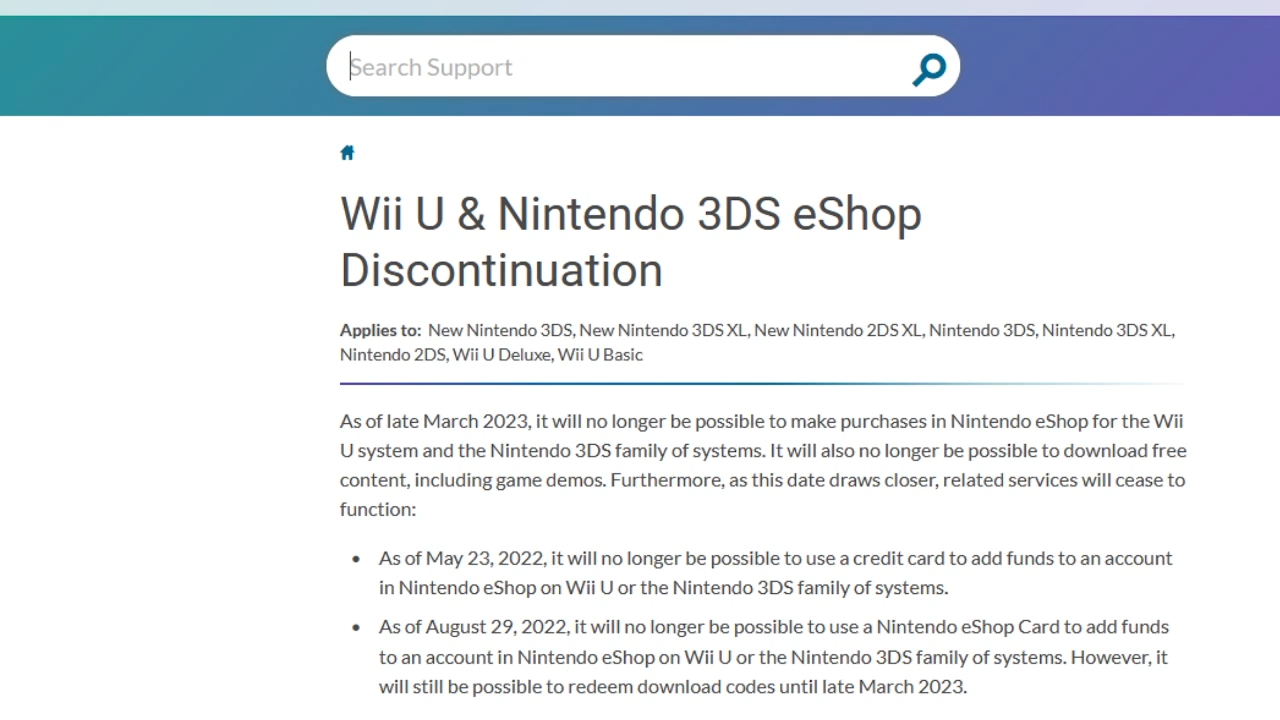 Search Support
Wii U & Nintendo 3DS eShop
Discontinuation
Applies to: New Nintendo 3DS, New Nintendo 3DS XL, New Nintendo 2DS XL, Nintendo 3DS, Nintendo 3DS XL,
Nintendo 2DS, Wii U Deluxe, Wii U Basic
As of late March 2023, it will no longer be possible to make purchases in Nintendo eShop for the Wii
U system and the Nintendo 3DS family of systems. It will also no longer be possible to download free
content, including game demos. Furthermore, as this date draws closer, related services will cease to
function:
• As of May 23, 2022, it will no longer be possible to use a credit card to add funds to an account
in Nintendo eShop on Wii U or the Nintendo 3DS family of systems.
• As of August 29, 2022, it will no longer be possible to use a Nintendo eShop Card to add funds
to an account in Nintendo eShop on Wii U or the Nintendo 3DS family of systems. However, it
will still be possible to redeem download codes until late March 2023.